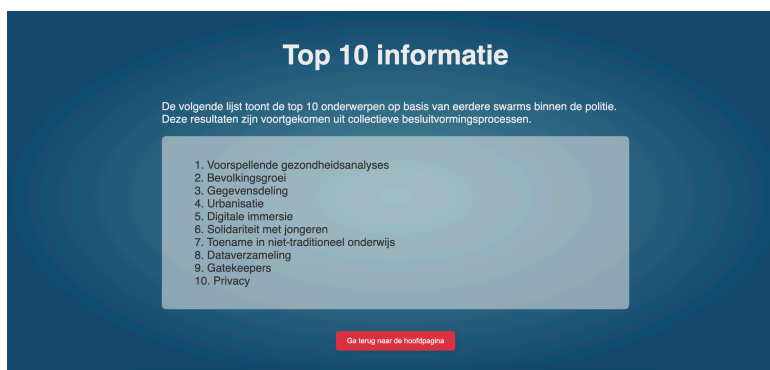 Top 10 informatie
De volgende lijst toont de top 10 onderwerpen op basis van eerdere swarms binnen de politie.
Deze resultaten zijn voortgekomen uit collectieve besluitvormingsprocessen.
1. Voorspellende gezondheidsanalyses
2. Bevolkingsgroei
3. Gegevensdeling
4. Urbanisatie
5. Digitale immersie
6. Solidariteit met jongeren
7. Toename in niet-traditioneel onderwijs
8. Dataverzameling
9. Gatekeepers
10. Privacy
Ga terug naar de hoofdpagina